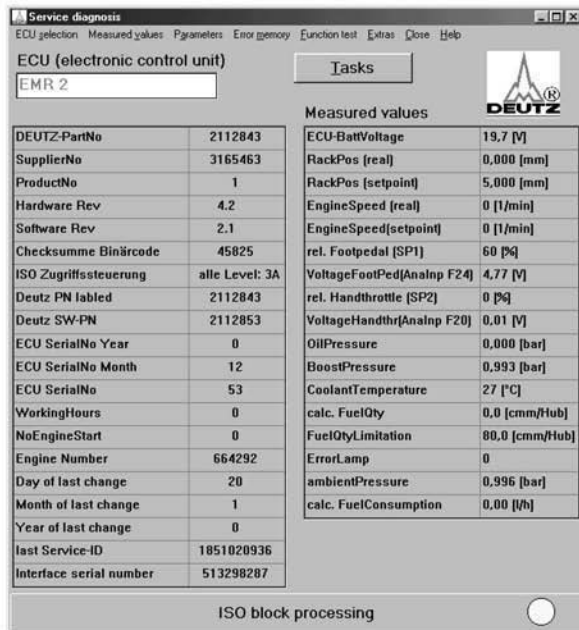 Service diagnosis
ECU selection Measured values Parameters Error memory Function test Extras Close Help
ECU (electronic control unit)
EMR 2
Tasks
DEUTZ
®
DEUTZ-PartNo 2112843
SupplierNo 3165463
ProductNo 1
Hardware Rev 4.2
Software Rev 2.1
Checksumme Binärcode 45825
ISO Zugriffssteuerung alle Level: 3A
Deutz PN labled 2112843
Deutz SW-PN 2112853
ECU SerialNo Year 0
ECU SerialNo Month 12
ECU SerialNo 53
WorkingHours 0
NoEngineStart 0
Engine Number 664292
Day of last change 20
Month of last change 1
Year of last change 0
last Service-ID 1851020936
Interface serial number 513298287
Measured values
ECU-BattVoltage 19,7 [V]
RackPos (real) 0,000 [mm]
RackPos (setpoint) 5,000 [mm]
EngineSpeed (real) 0 [1/min]
EngineSpeed(setpoint) 0 [1/min]
rel. Footpedal (SP1) 60 [%]
VoltageFootPed(AnaInp F24) 4,77 [V]
rel. Handthrottle (SP2) 0 [%]
VoltageHandthr(AnaInp F20) 0,01 [V]
OilPressure 0,000 [bar]
BoostPressure 0,993 [bar]
CoolantTemperature 27 [°C]
calc. FuelQty 0,0 [cmm/Hub]
FuelQtyLimitation 80,0 [cmm/Hub]
ErrorLamp 0
ambientPressure 0,996 [bar]
calc. FuelConsumption 0,00 [l/h]
ISO block processing